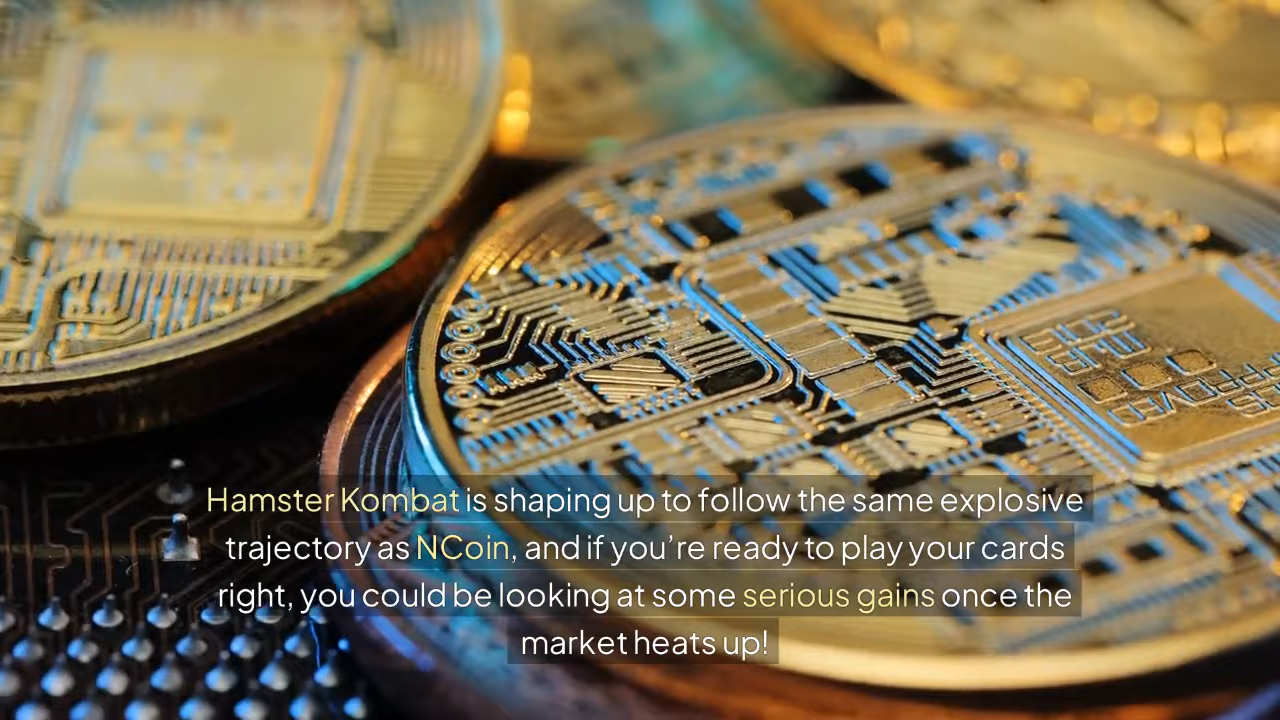 Hamster Kombat is shaping up to follow the same explosive
trajectory as NCoin, and if you’re ready to play your cards
right, you could be looking at some serious gains once the
market heats up!